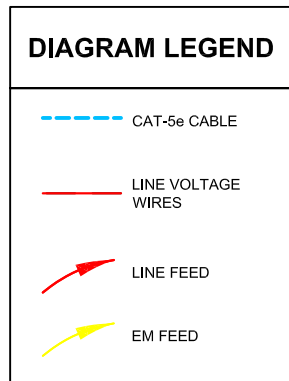 DIAGRAM LEGEND
CAT-5e CABLE
LINE VOLTAGE
WIRES
LINE FEED
EM FEED